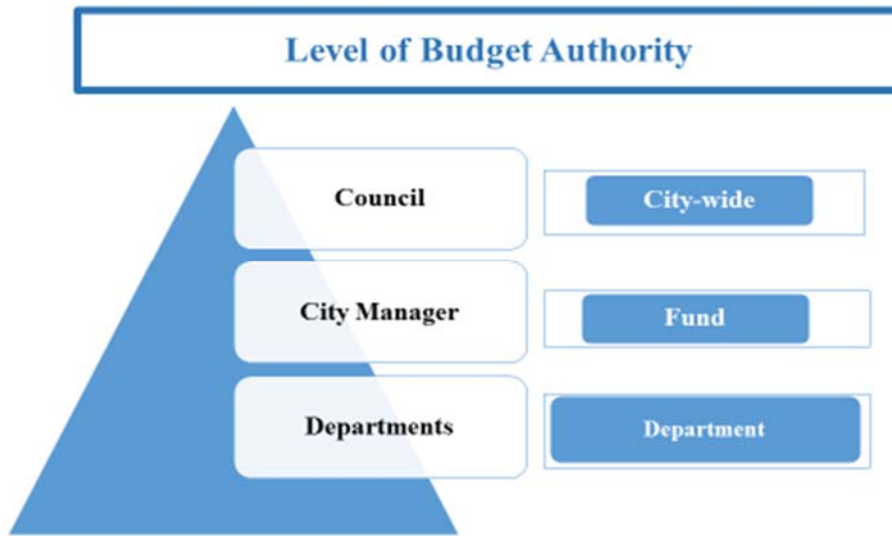 Level of Budget Authority
Council
City-wide
City Manager
Fund
Departments
Department